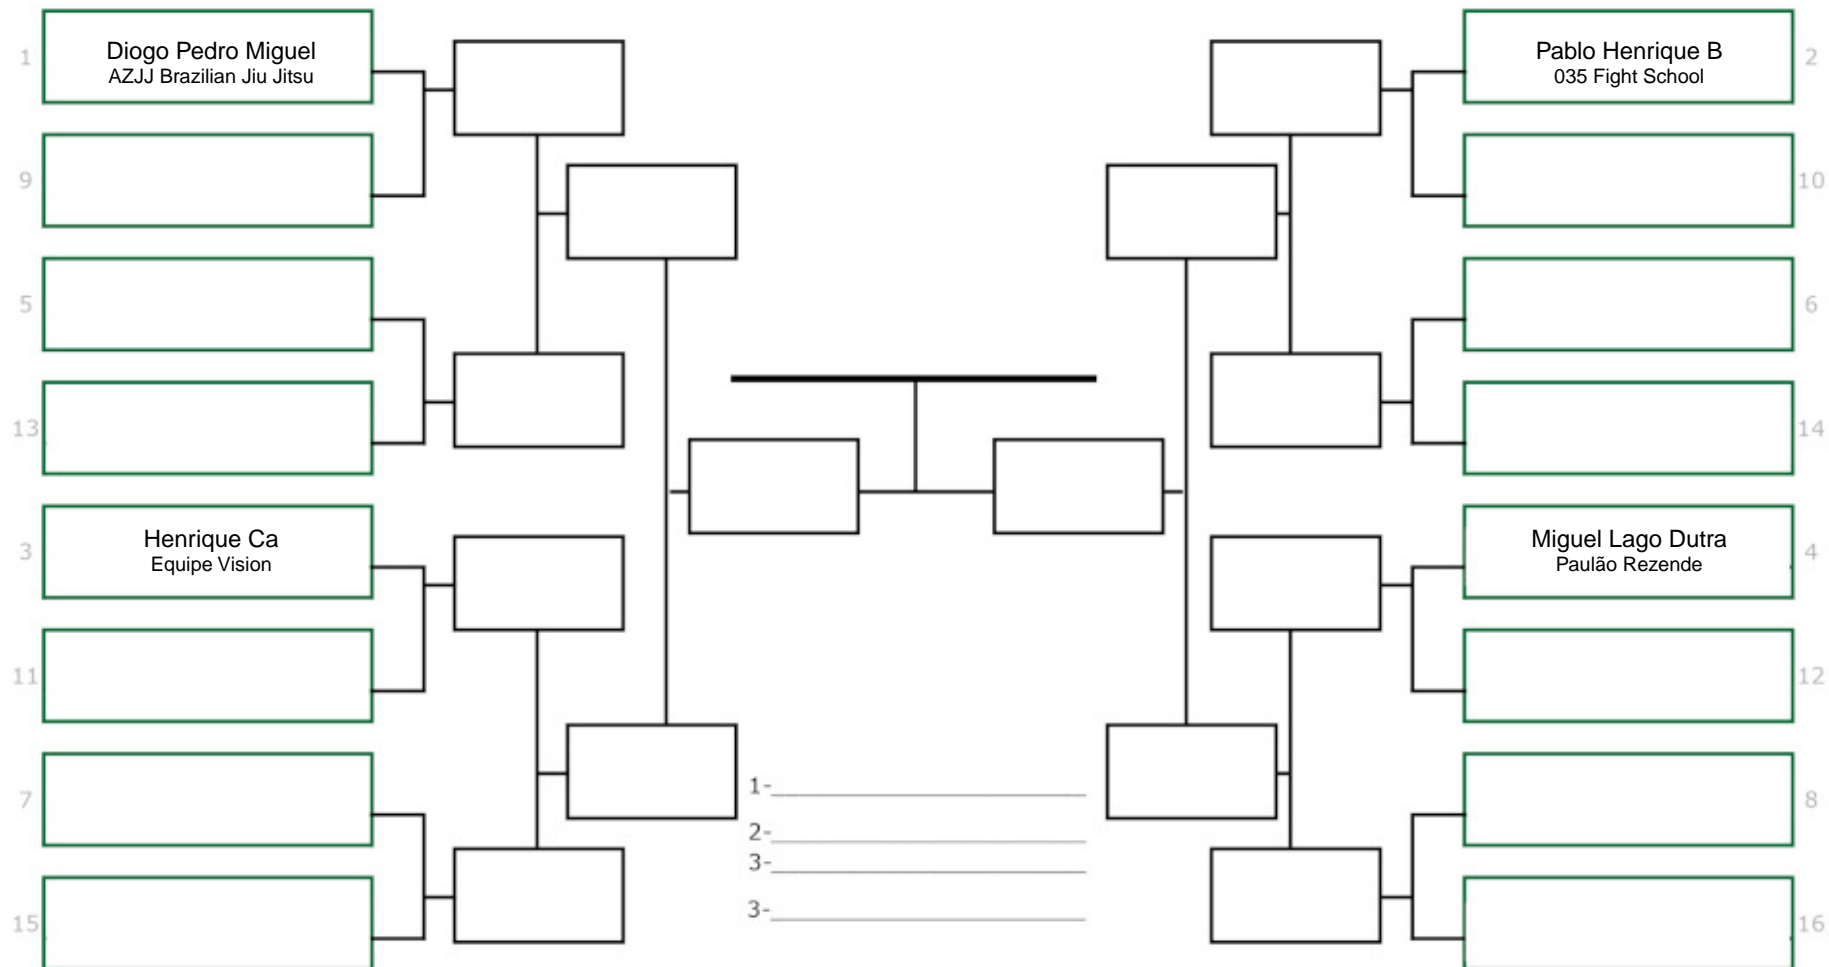 1
Diogo Pedro Miguel
AZJJ Brazilian Jiu Jitsu
9
5
13
3
Henrique Ca
Equipe Vision
11
7
15
Pablo Henrique B
035 Fight School
2
10
6
14
Miguel Lago Dutra
Paulão Rezende
4
12
8
16
1-
2-
3-
3-